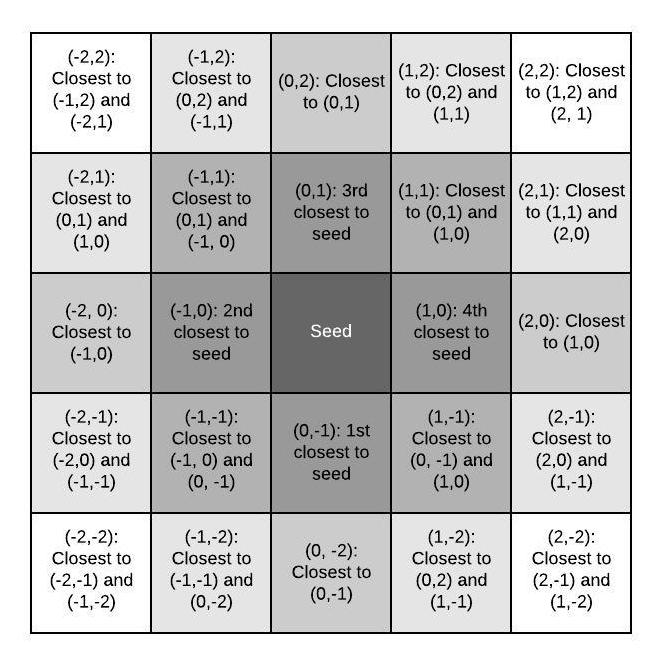 (-2,2):
Closest to
(-1,2) and
(-2,1)
(-1,2):
Closest to
(0,2) and
(-1,1)
(0,2): Closest
to (0,1)
(1,2): Closest
to (0,2) and
(1,1)
(2,2): Closest
to (1,2) and
(2, 1)
(-2,1):
Closest to
(0,1) and
(1,0)
(-1,1):
Closest to
(0,1) and
(-1, 0)
(0,1): 3rd
closest to
seed
(1,1): Closest
to (0,1) and
(1,0)
(2,1): Closest
to (1,1) and
(2,0)
(-2, 0):
Closest to
(-1,0)
(-1,0): 2nd
closest to
seed
Seed
(1,0): 4th
closest to
seed
(2,0): Closest
to (1,0)
(-2,-1):
Closest to
(-2,0) and
(-1,-1)
(-1,-1):
Closest to
(-1, 0) and
(0, -1)
(0,-1): 1st
closest to
seed
(1,-1):
Closest to
(0, -1) and
(1,0)
(2,-1):
Closest to
(2,0) and
(1,-1)
(-2,-2):
Closest to
(-2,-1) and
(-1,-2)
(-1,-2):
Closest to
(-1,-1) and
(0,-2)
(0, -2):
Closest to
(0,-1)
(1,-2):
Closest to
(0,2) and
(1,-1)
(2,-2):
Closest to
(2,-1) and
(1,-2)